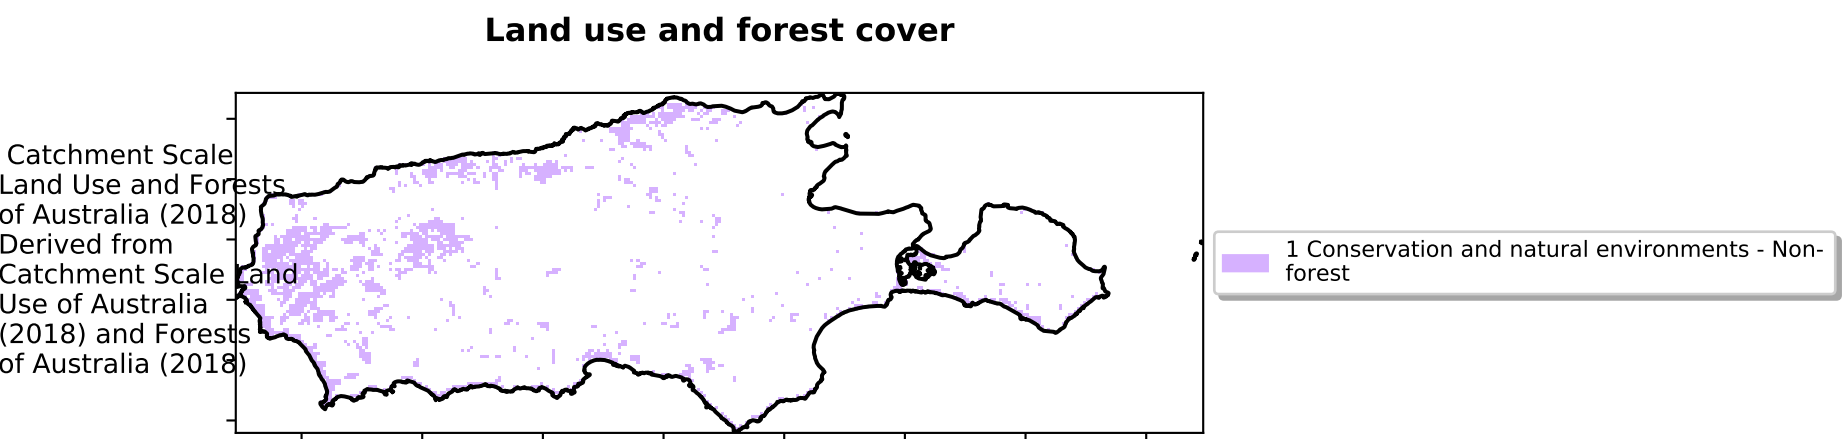 Land use and forest cover
Catchment Scale
Land Use and Forests
of Australia (2018)
Derived from
Catchment Scale Land
Use of Australia
(2018) and Forests
of Australia (2018)
1 Conservation and natural environments - Non-
forest